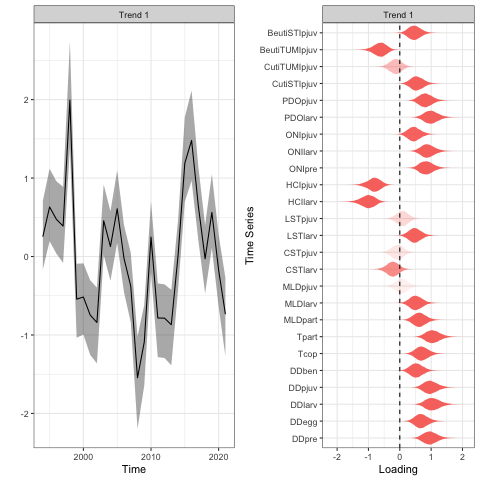 Trend 1
2
1
0
-1
-2
2000
2010
2020
Time
Trend 1
Time Series
BeutiSTIpjuv
BeutiTUMIpjuv
CutiTUMIpjuv
CutiSTIpjuv
PDOpjuv
PDOlarv
ONIpjuv
ONIlarv
ONIpre
HCIpjuv
HCIlarv
LSTpjuv
LSTlarv
CSTpjuv
CSTlarv
MLDpjuv
MLDlarv
MLDpart
Tpart
Tcop
DDben
DDpjuv
DDlarv
DDegg
DDpre
-2
-1
0
1
2
Loading